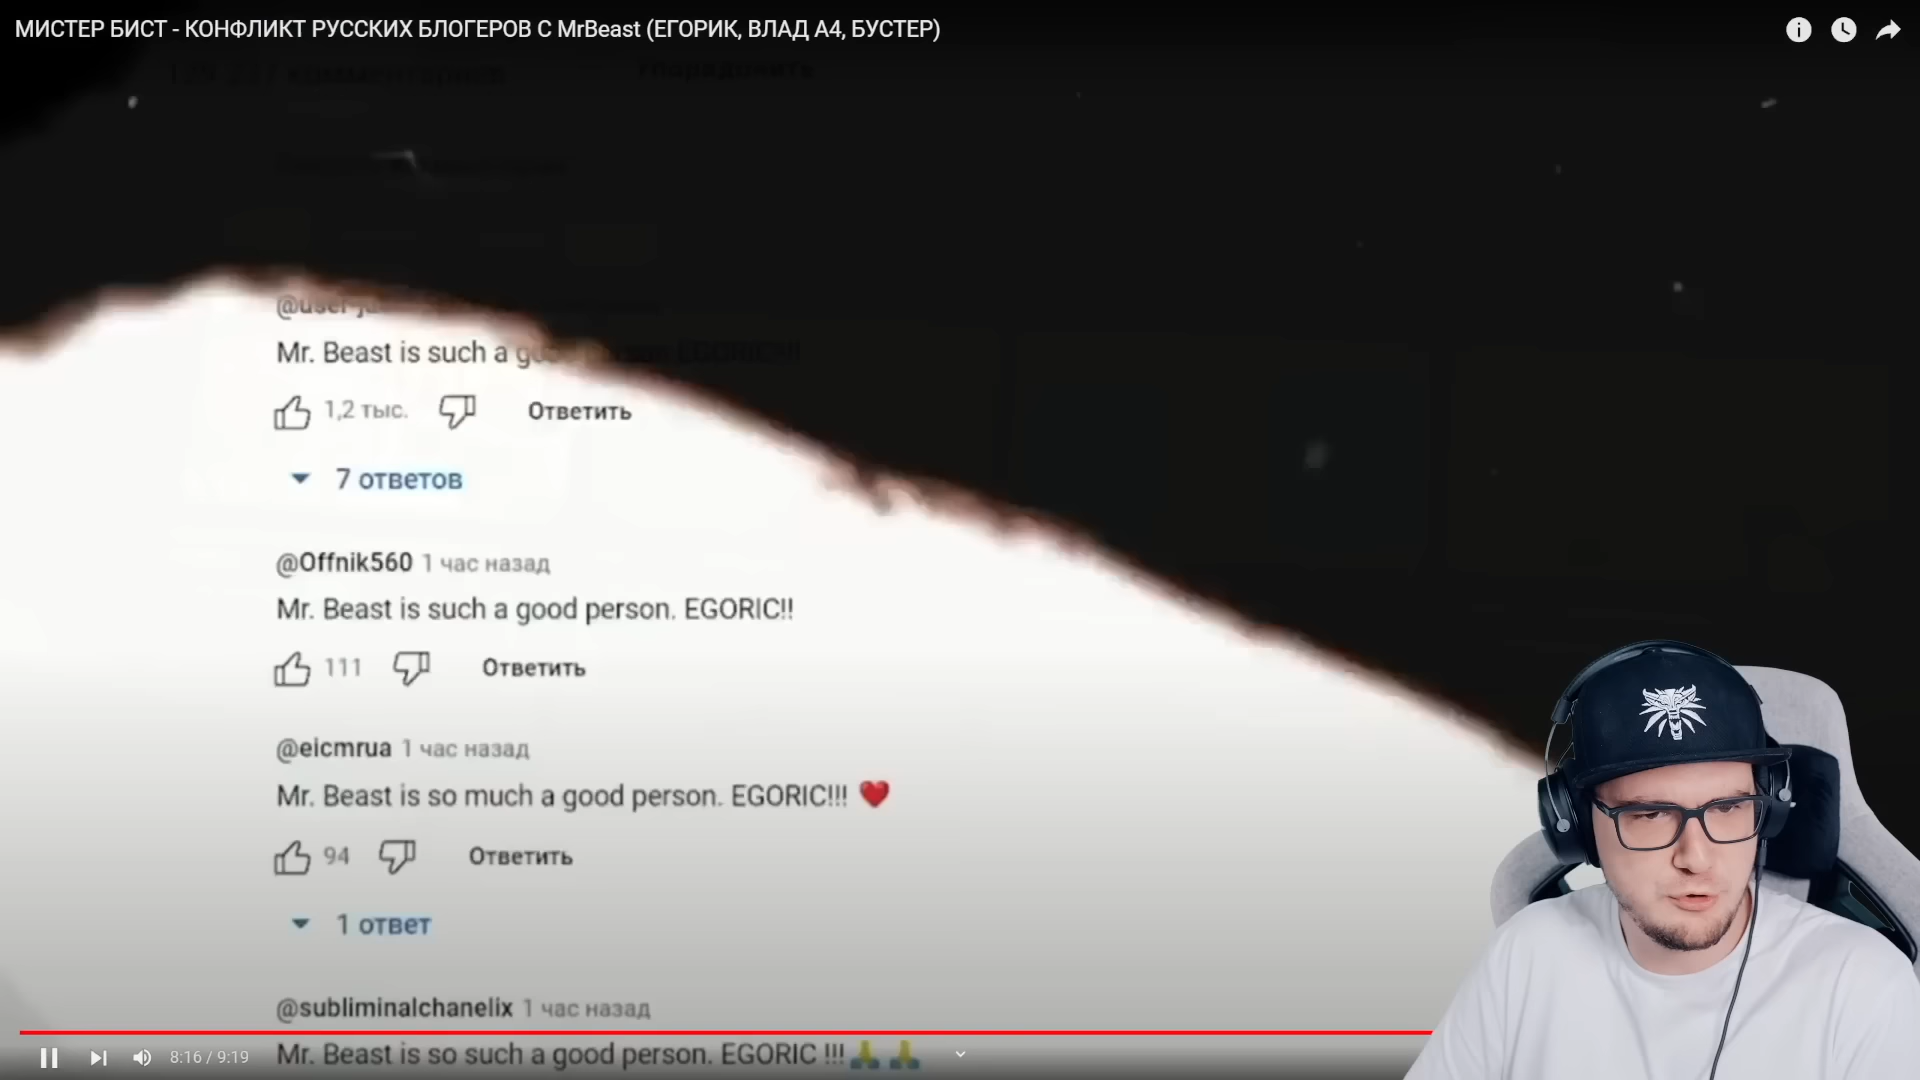 МИСТЕР БИСТ - КОНФЛИКТ РУССКИХ БЛОГЕРОВ С MrBeast (ЕГОРИК, ВЛАД А4, БУСТЕР)
Mr. Beast is such a
1,2 тыс.
Ответить
7 ответов
@Offnik560 1 час назад
Mr. Beast is such a good person. EGORIC!!
111
Ответить
@eicmrua 1 час назад
Mr. Beast is so much a good person. EGORIC!!! ❤️
94
Ответить
1 ответ
@subliminalchanelix 1 час назад
Mr. Beast is so such a good person. EGORIC !!! 🙏🙏
8:16 / 9:19